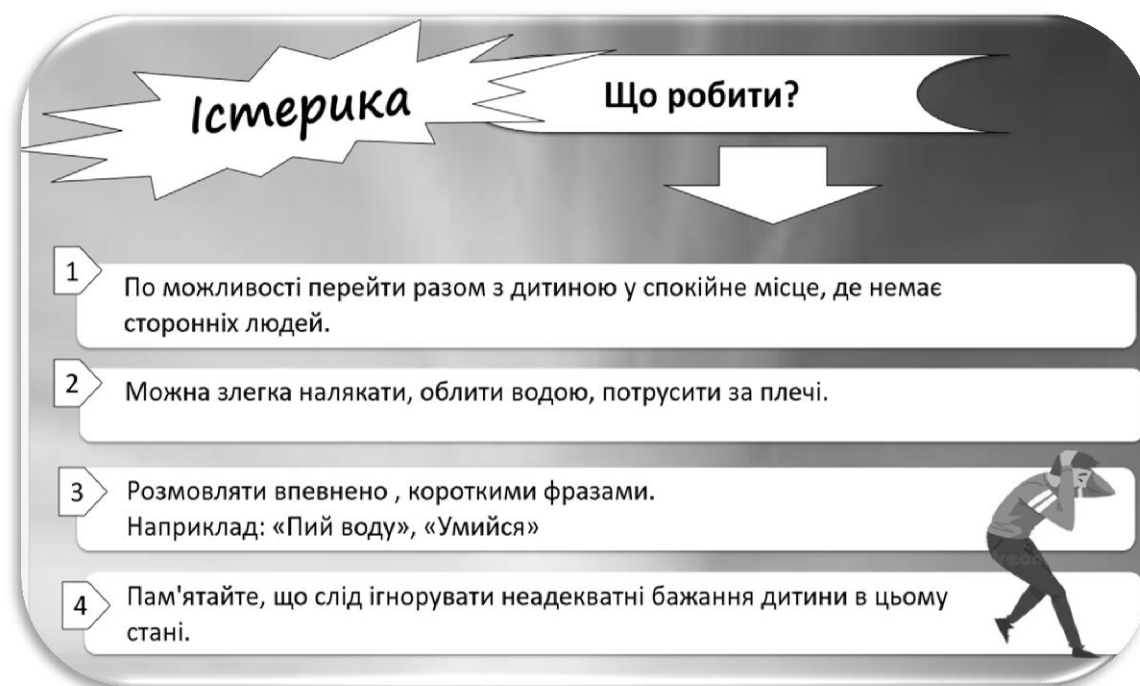 Істерика
Що робити?
1
По можливості перейти разом з дитиною у спокійне місце, де немає
сторонніх людей.
2
Можна злегка налякати, облити водою, потрусити за плечі.
3
Розмовляти впевнено , короткими фразами.
Наприклад: «Пий воду», «Умийся»
4
Пам'ятайте, що слід ігнорувати неадекватні бажання дитини в цьому
стані.